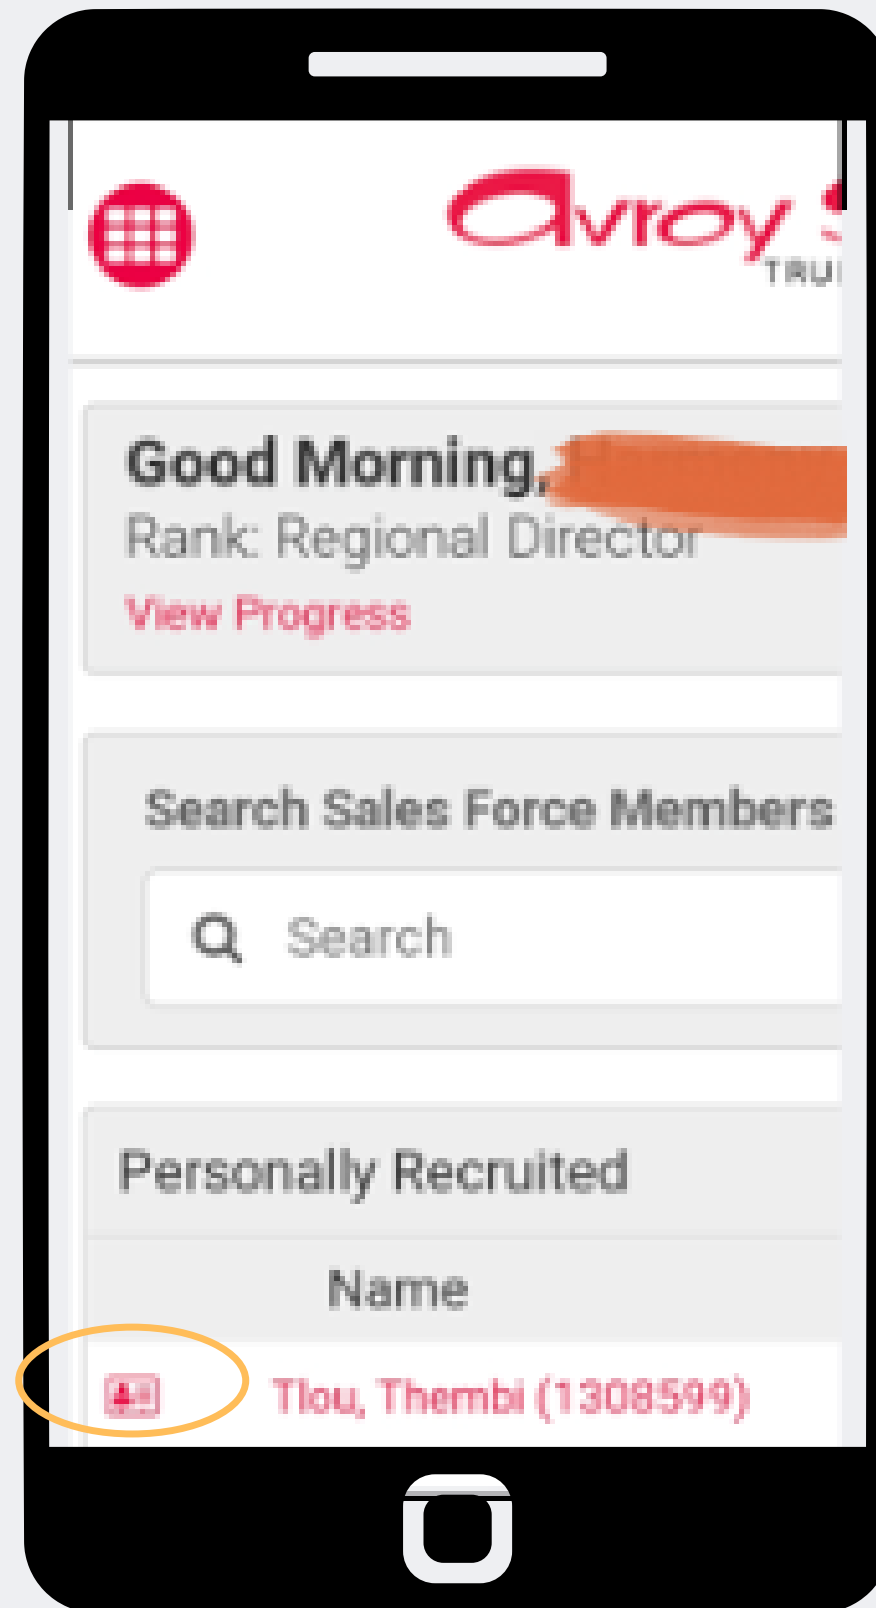 avroy
TRU
Good Morning,
Rank: Regional Director
View Progress
Search Sales Force Members
Search
Personally Recruited
Name
Tlou, Thembi (1308599)